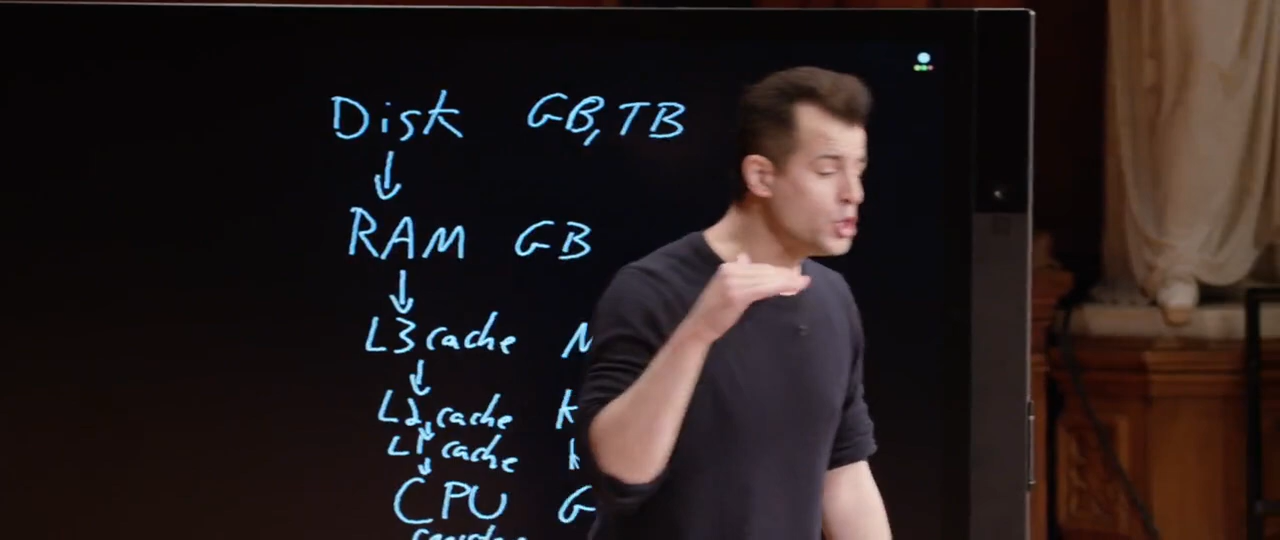 Disk GB, TB
RAM GB
L3 cache
L2 cache
L1 cache
CPU